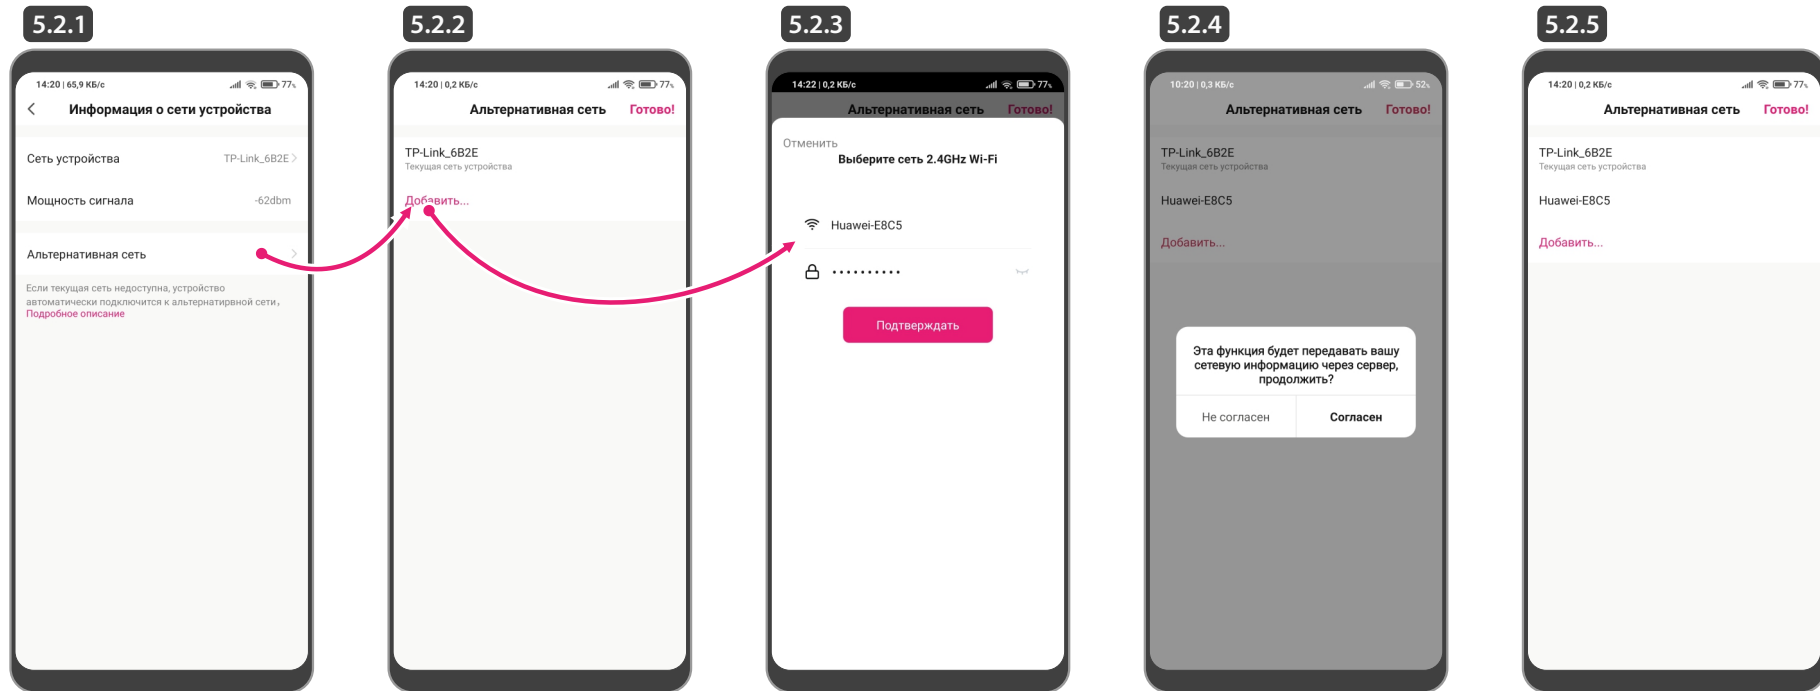 5.2.1
14:20 | 65,9 КБ/с 77%
Информация о сети устройства
Сеть устройства TP-Link_6B2E
Мощность сигнала -62dbm
Альтернативная сеть
Если текущая сеть недоступна, устройство
автоматически подключится к альтернатирвной сети,
Подробное описание
5.2.2
14:20 | 0,2 КБ/с 77%
Альтернативная сеть Готово!
TP-Link_6B2E
Текущая сеть устройства
Добавить...
5.2.3
14:22 | 0,2 КБ/с 77%
Альтернативная сеть Готово!
Отменить
Выберите сеть 2.4GHz Wi-Fi
Huawei-E8C5
Подтверждать
5.2.4
10:20 | 0,3 КБ/с 52%
Альтернативная сеть Готово!
TP-Link_6B2E
Текущая сеть устройства
Huawei-E8C5
Добавить...
Эта функция будет передавать вашу
сетевую информацию через сервер,
продолжить?
Не согласен Согласен
5.2.5
14:20 | 0,2 КБ/с 77%
Альтернативная сеть Готово!
TP-Link_6B2E
Текущая сеть устройства
Huawei-E8C5
Добавить...